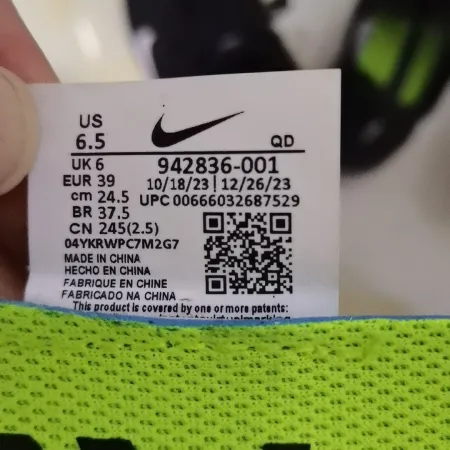 US
6.5
QD
UK 6
942836-001
EUR 39
10/18/23 | 12/26/23
cm 24.5
UPC 00666032687529
BR 37.5
CN 245(2.5)
04YKRWPC7M2G7
MADE IN CHINA
HECHO EN CHINA
FABRIQUE EN CHINE
FABRICADO NA CHINA
This product is covered by one or more patents: